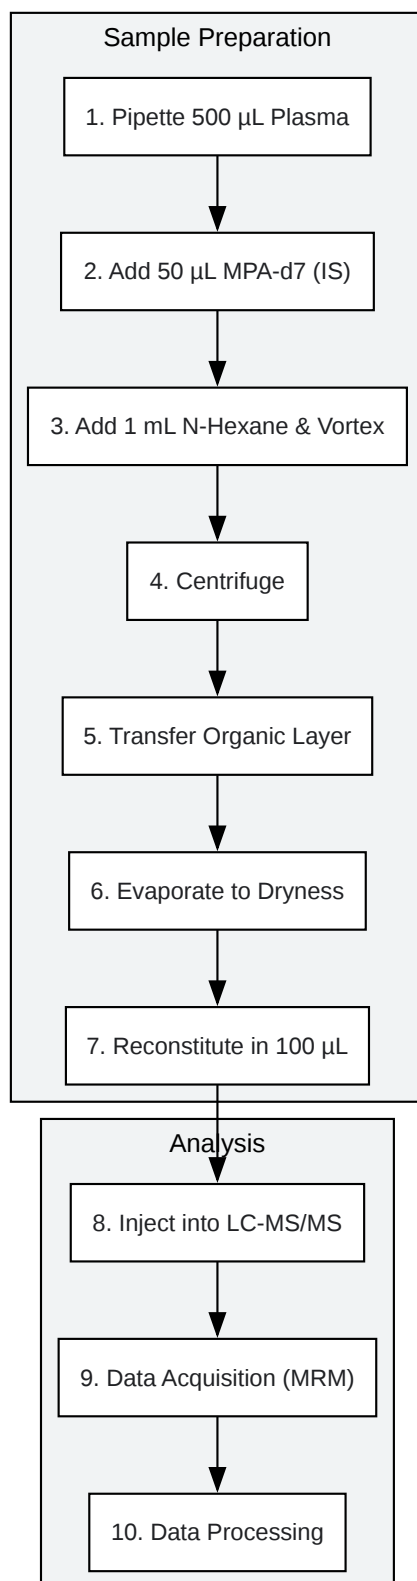 Sample Preparation
1. Pipette 500 µL Plasma
2. Add 50 µL MPA-d7 (IS)
3. Add 1 mL N-Hexane & Vortex
4. Centrifuge
5. Transfer Organic Layer
6. Evaporate to Dryness
7. Reconstitute in 100 µL
Analysis
8. Inject into LC-MS/MS
9. Data Acquisition (MRM)
10. Data Processing